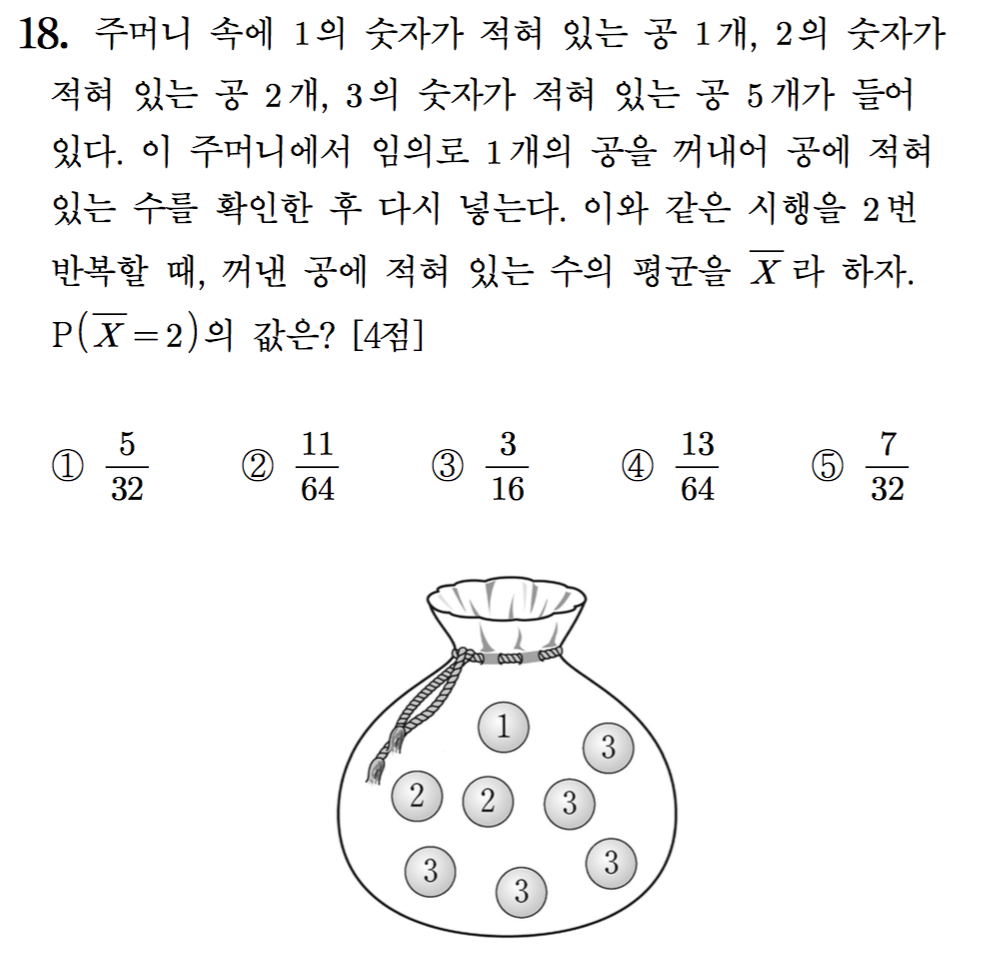 18. 주머니 속에 1의 숫자가 적혀 있는 공 1개, 2의 숫자가
적혀 있는 공 2개, 3의 숫자가 적혀 있는 공 5개가 들어
있다. 이 주머니에서 임의로 1개의 공을 꺼내어 공에 적혀
있는 수를 확인한 후 다시 넣는다. 이와 같은 시행을 2번
반복할 때, 꺼낸 공에 적혀 있는 수의 평균을 X̄ 라 하자.
P(X̄=2)의 값은? [4점]
① 5/32 ② 11/64 ③ 3/16 ④ 13/64 ⑤ 7/32
1
3
2 2 3
3 3 3